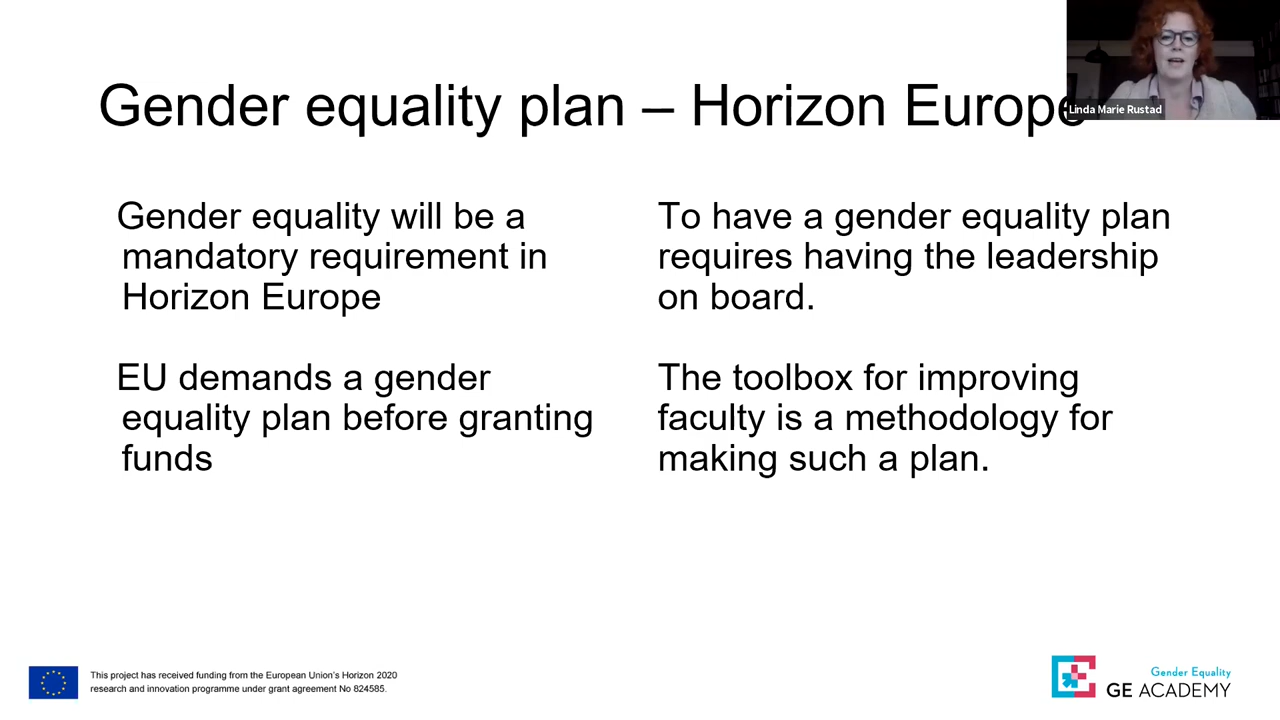 Gender equality plan – Horizon Europe
Linda Marie Rustad
Gender equality will be a
mandatory requirement in
Horizon Europe
EU demands a gender
equality plan before granting
funds
To have a gender equality plan
requires having the leadership
on board.
The toolbox for improving
faculty is a methodology for
making such a plan.
This project has received funding from the European Union's Horizon 2020
research and innovation programme under grant agreement No 824585.
Gender Equality
GE ACADEMY